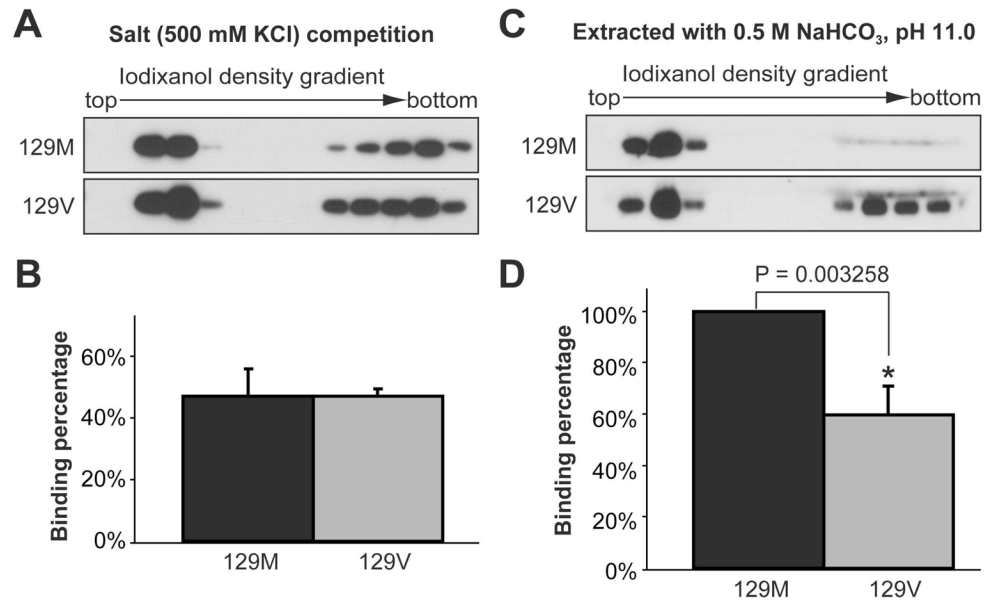 A
Salt (500 mM KCl) competition
Iodixanol density gradient
top
bottom
129M
129V
B
Binding percentage
60%
40%
20%
0%
129M
129V
C
Extracted with 0.5 M NaHCO₃, pH 11.0
Iodixanol density gradient
top
bottom
129M
129V
D
P = 0.003258
Binding percentage
100%
80%
60%
40%
20%
0%
*
129M
129V